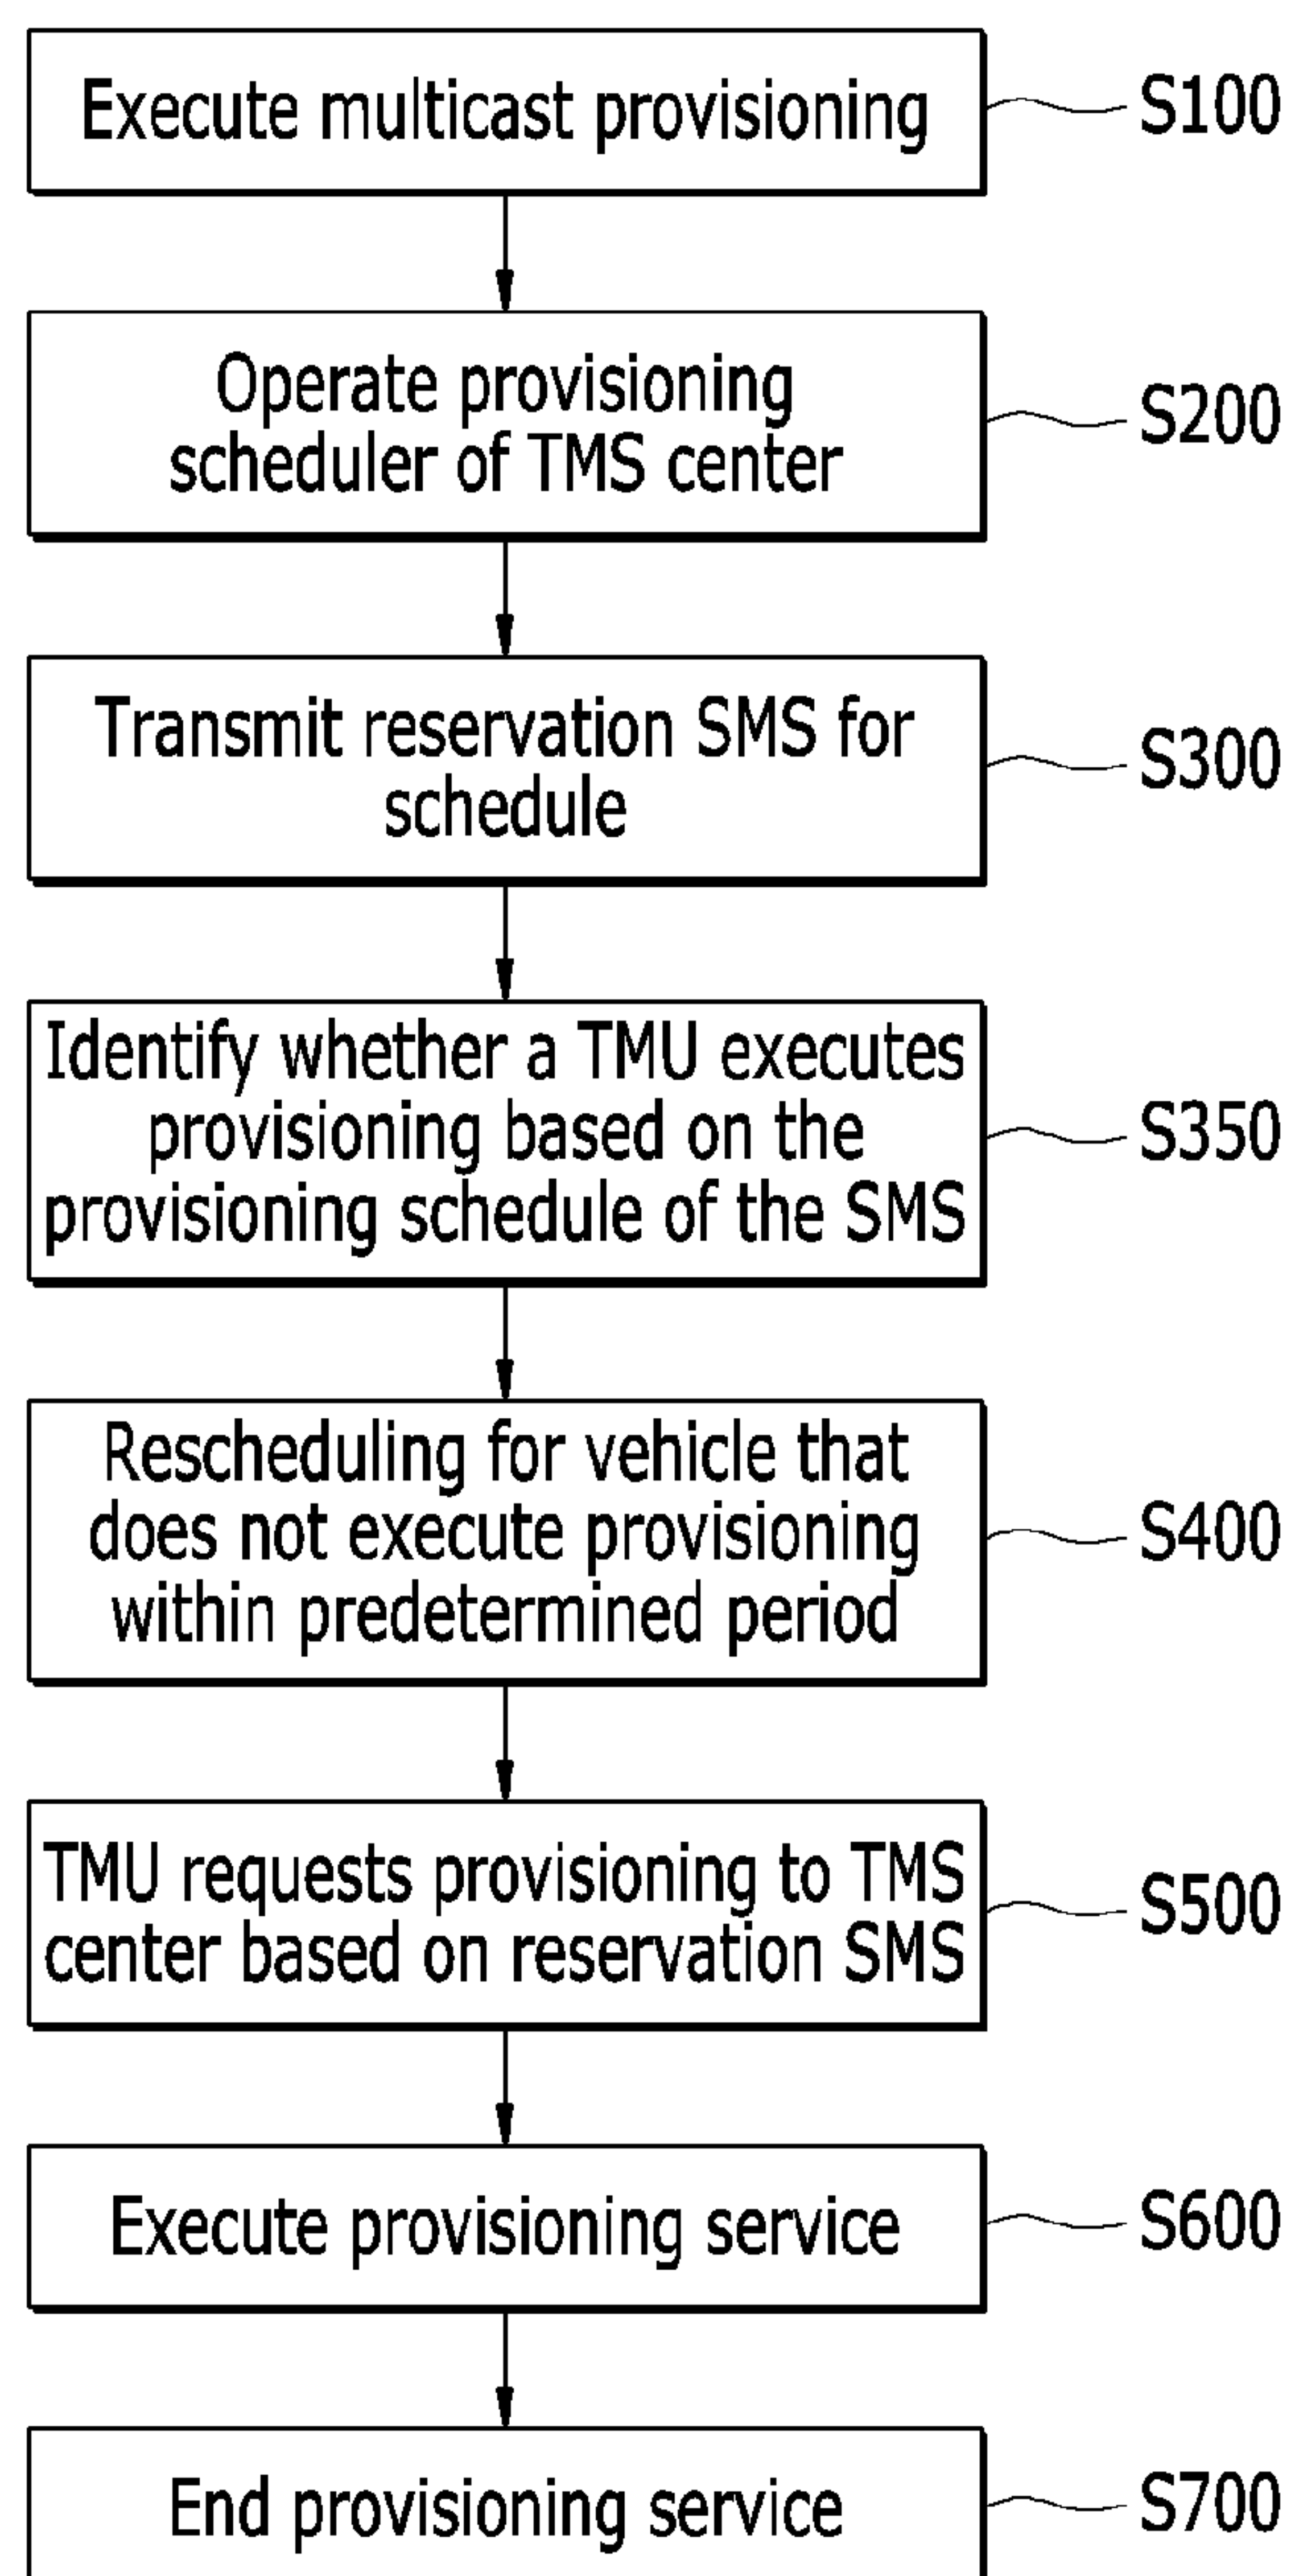 Execute multicast provisioning
S100
Operate provisioning
scheduler of TMS center
S200
Transmit reservation SMS for
schedule
S300
Identify whether a TMU executes
provisioning based on the
provisioning schedule of the SMS
S350
Rescheduling for vehicle that
does not execute provisioning
within predetermined period
S400
TMU requests provisioning to TMS
center based on reservation SMS
S500
Execute provisioning service
S600
End provisioning service
S700